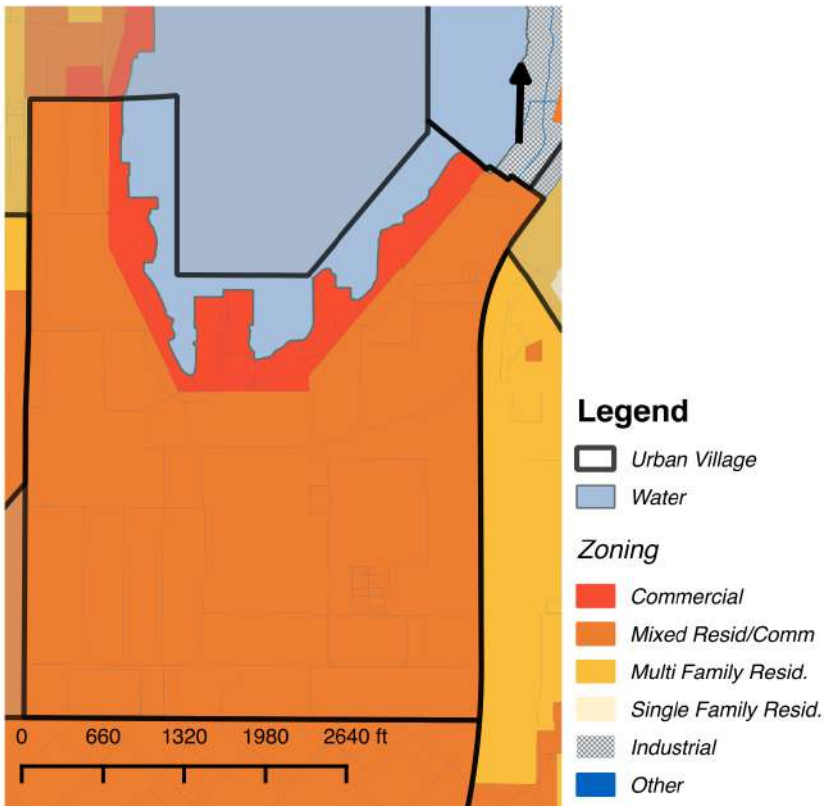 Legend
Urban Village
Water
Zoning
Commercial
Mixed Resid/Comm
Multi Family Resid.
Single Family Resid.
Industrial
Other
0 660 1320 1980 2640 ft